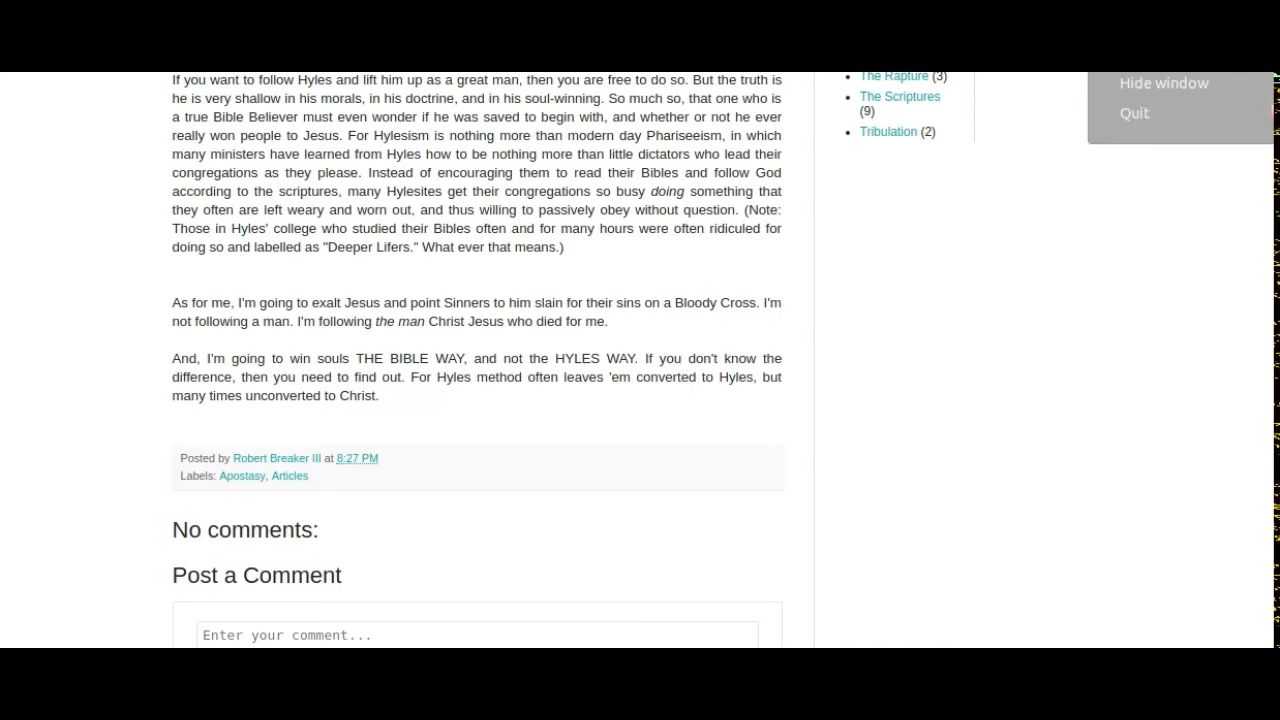 If you want to follow Hyles and lift him up as a great man, then you are free to do so. But the truth is
he is very shallow in his morals, in his doctrine, and in his soul-winning. So much so, that one who is
a true Bible Believer must even wonder if he was saved to begin with, and whether or not he ever
really won people to Jesus. For Hylesism is nothing more than modern day Phariseeism, in which
many ministers have learned from Hyles how to be nothing more than little dictators who lead their
congregations as they please. Instead of encouraging them to read their Bibles and follow God
according to the scriptures, many Hylesites get their congregations so busy doing something that
they often are left weary and worn out, and thus willing to passively obey without question. (Note:
Those in Hyles' college who studied their Bibles often and for many hours were often ridiculed for
doing so and labelled as "Deeper Lifers." What ever that means.)
As for me, I'm going to exalt Jesus and point Sinners to him slain for their sins on a Bloody Cross. I'm
not following a man. I'm following the man Christ Jesus who died for me.
And, I'm going to win souls THE BIBLE WAY, and not the HYLES WAY. If you don't know the
difference, then you need to find out. For Hyles method often leaves 'em converted to Hyles, but
many times unconverted to Christ.
Posted by Robert Breaker III at 8:27 PM
Labels: Apostasy, Articles
No comments:
Post a Comment
Enter your comment...
The Rapture (3)
The Scriptures
(9)
Tribulation (2)
Hide window
Quit